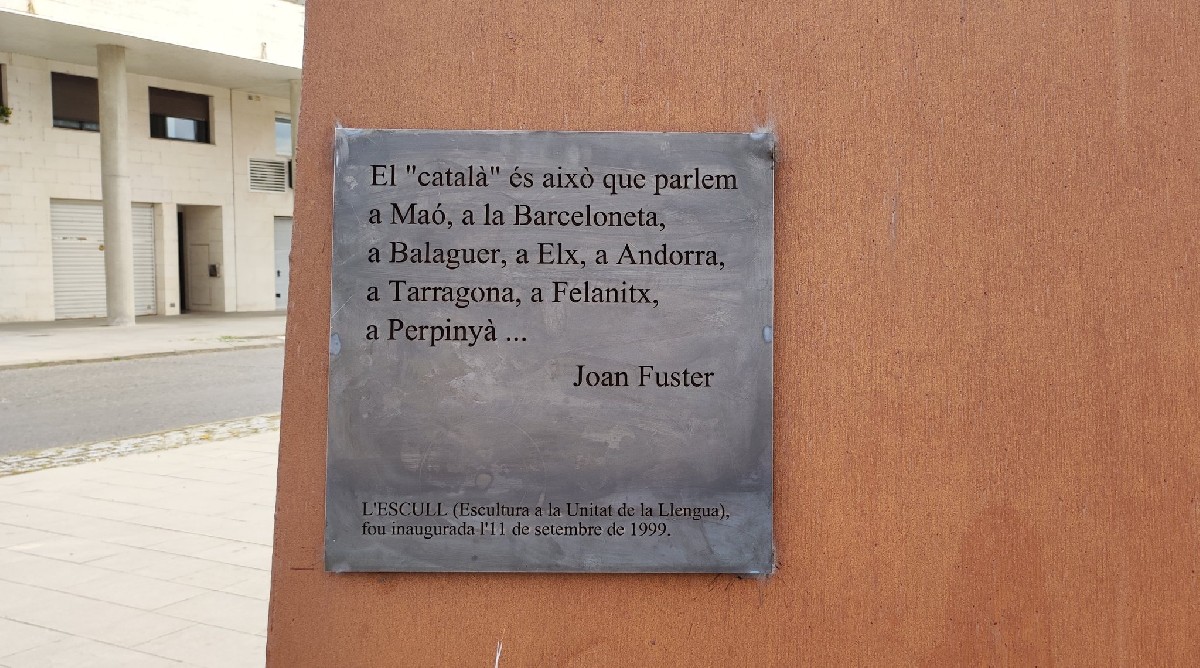 El "català" és això que parlem
a Maó, a la Barceloneta,
a Balaguer, a Elx, a Andorra,
a Tarragona, a Felanitx,
a Perpinyà ...
Joan Fuster
L'ESCULL (Escultura a la Unitat de la Llengua),
fou inaugurada l'11 de setembre de 1999.